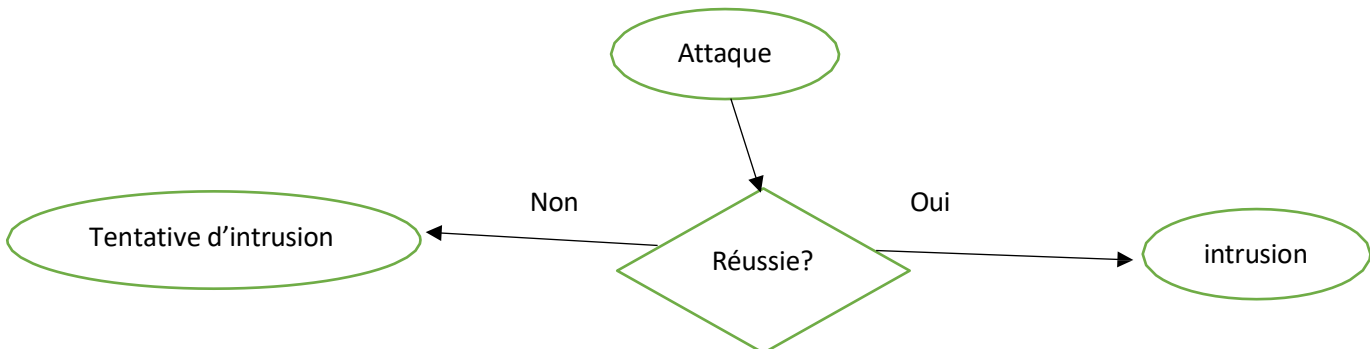 Attaque
Non
Oui
Tentative d’intrusion
Réussie?
intrusion